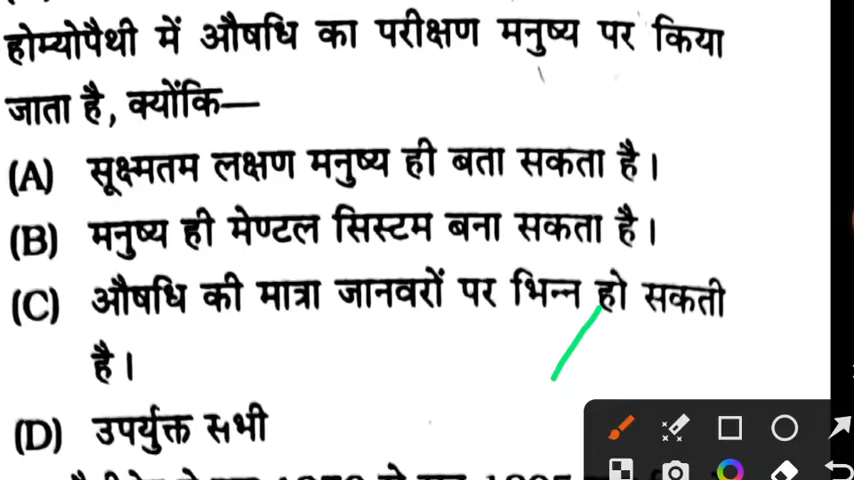 होम्योपैथी में औषधि का परीक्षण मनुष्य पर किया
जाता है, क्योंकि—
(A) सूक्ष्मतम लक्षण मनुष्य ही बता सकता है।
(B) मनुष्य ही मेण्टल सिस्टम बना सकता है।
(C) औषधि की मात्रा जानवरों पर भिन्न हो सकती
है।
(D) उपर्युक्त सभी